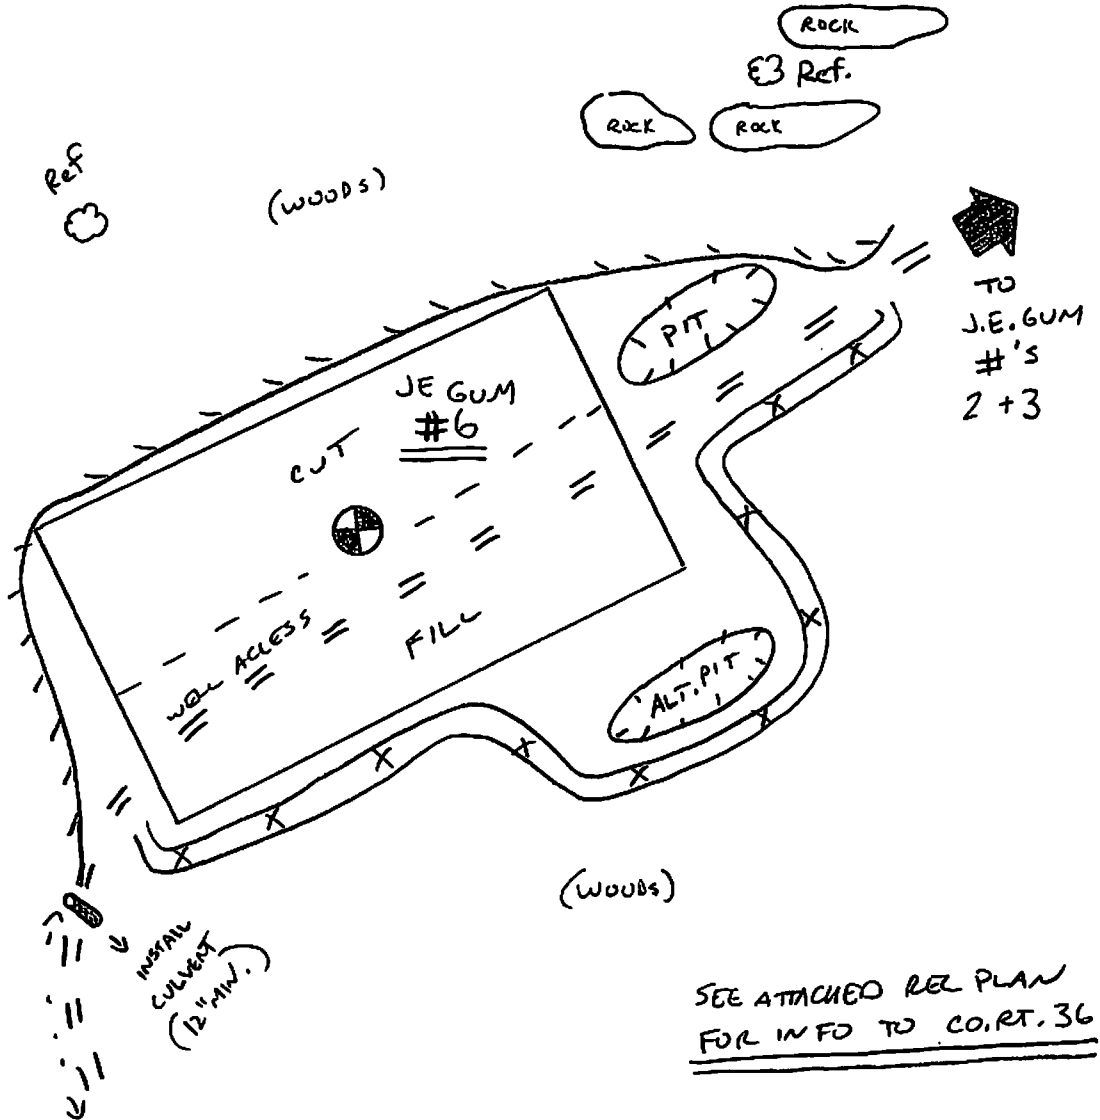 ROCK
Ref.
ROCK
ROCK
Ref
(WOODS)
TO
J.E. GUM
#'S
2 + 3
PIT
JE GUM
#6
CUT
WELL ACCESS
FILL
ALT. PIT
(WOODS)
INSTALL
CULVERT
(12" MIN.)
SEE ATTACHED REC PLAN
FOR INFO TO CO. RT. 36